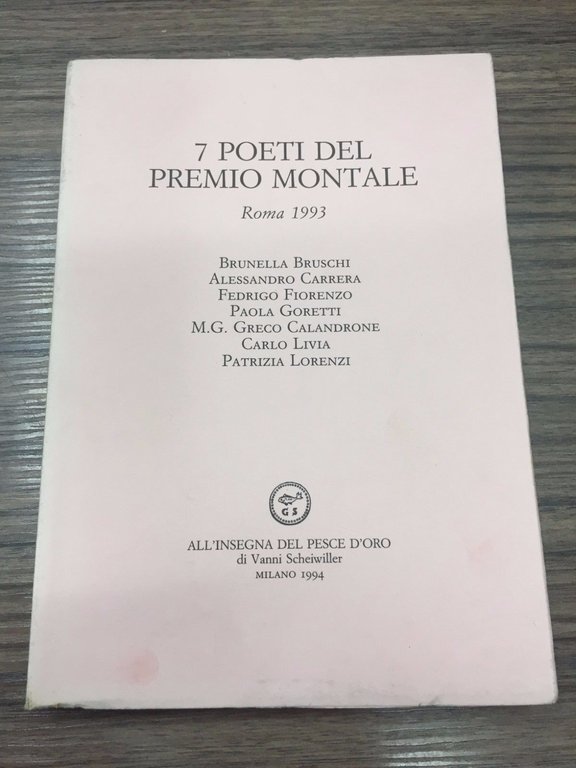 7 POETI DEL
PREMIO MONTALE
Roma 1993
BRUNELLA BRUSCHI
ALESSANDRO CARRERA
FEDRIGO FIORENZO
PAOLA GORETTI
M.G. GRECO CALANDRONE
CARLO LIVIA
PATRIZIA LORENZI
G S
ALL'INSEGNA DEL PESCE D'ORO
di Vanni Scheiwiller
MILANO 1994